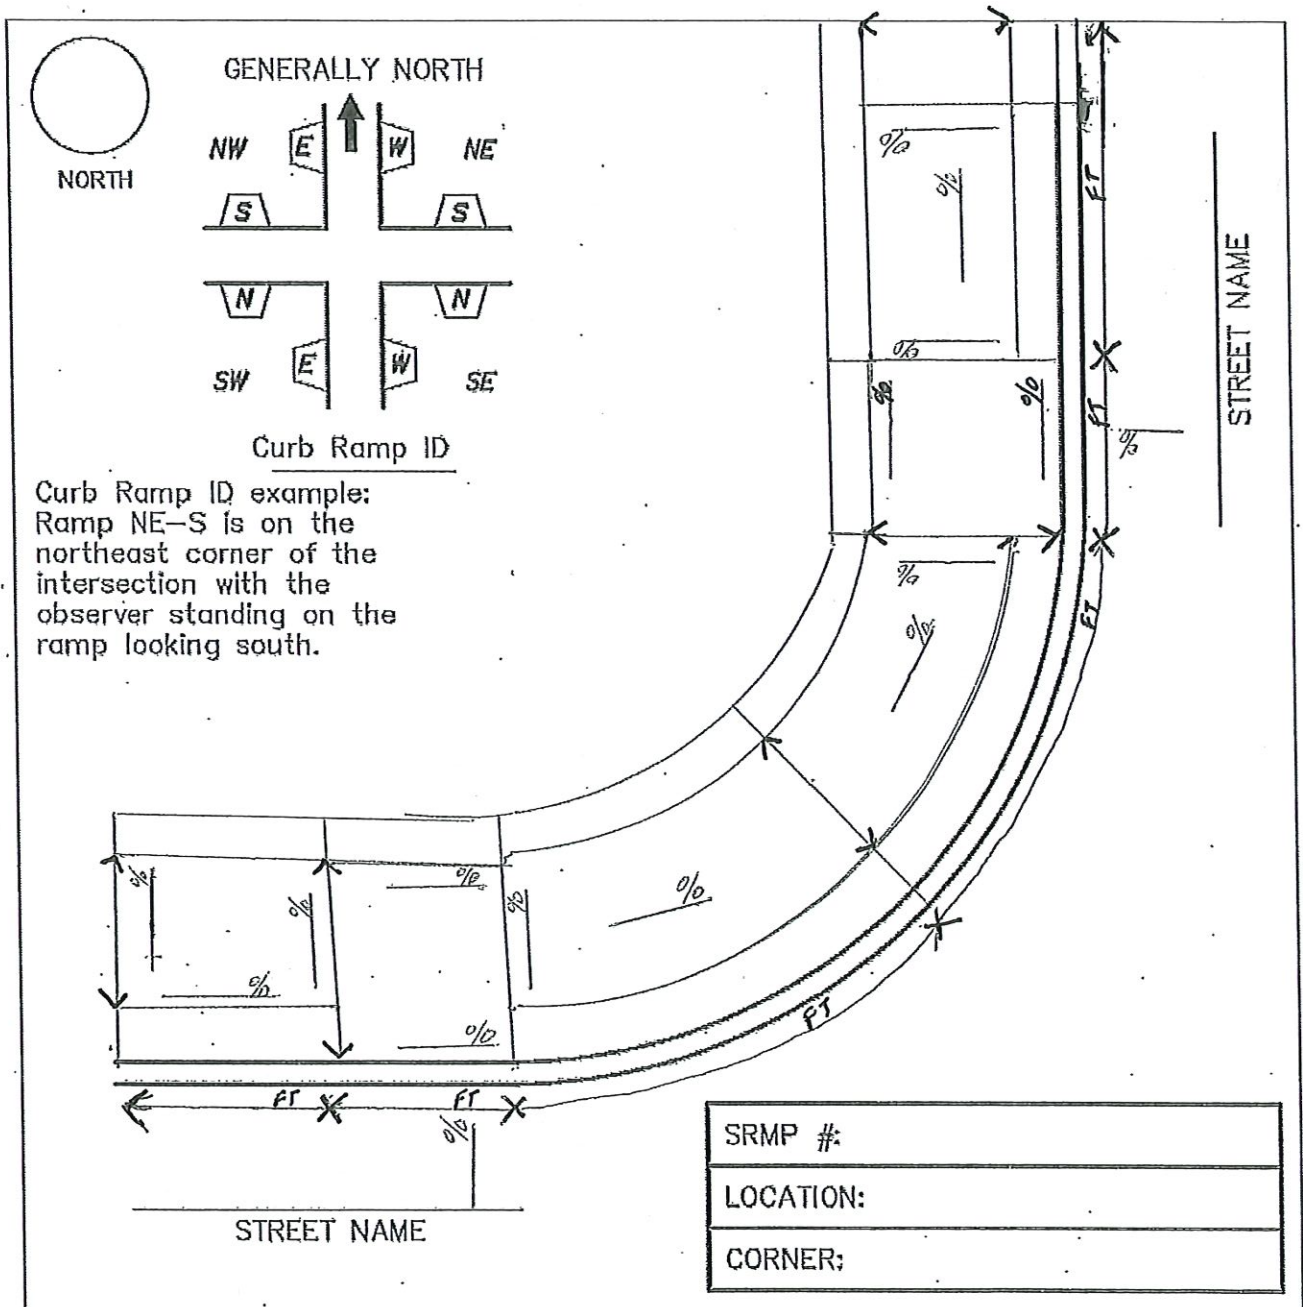 GENERALLY NORTH
NORTH
NW E W NE
S S
N N
SW E W SE
Curb Ramp ID
Curb Ramp ID example:
Ramp NE-S is on the
northeast corner of the
intersection with the
observer standing on the
ramp looking south.
%
%
FT
STREET NAME
%
%
%
FT
%
%
%
FT
%
%
%
%
%
%
%
%
FT
FT
FT
%
STREET NAME
SRMP #:
LOCATION:
CORNER: